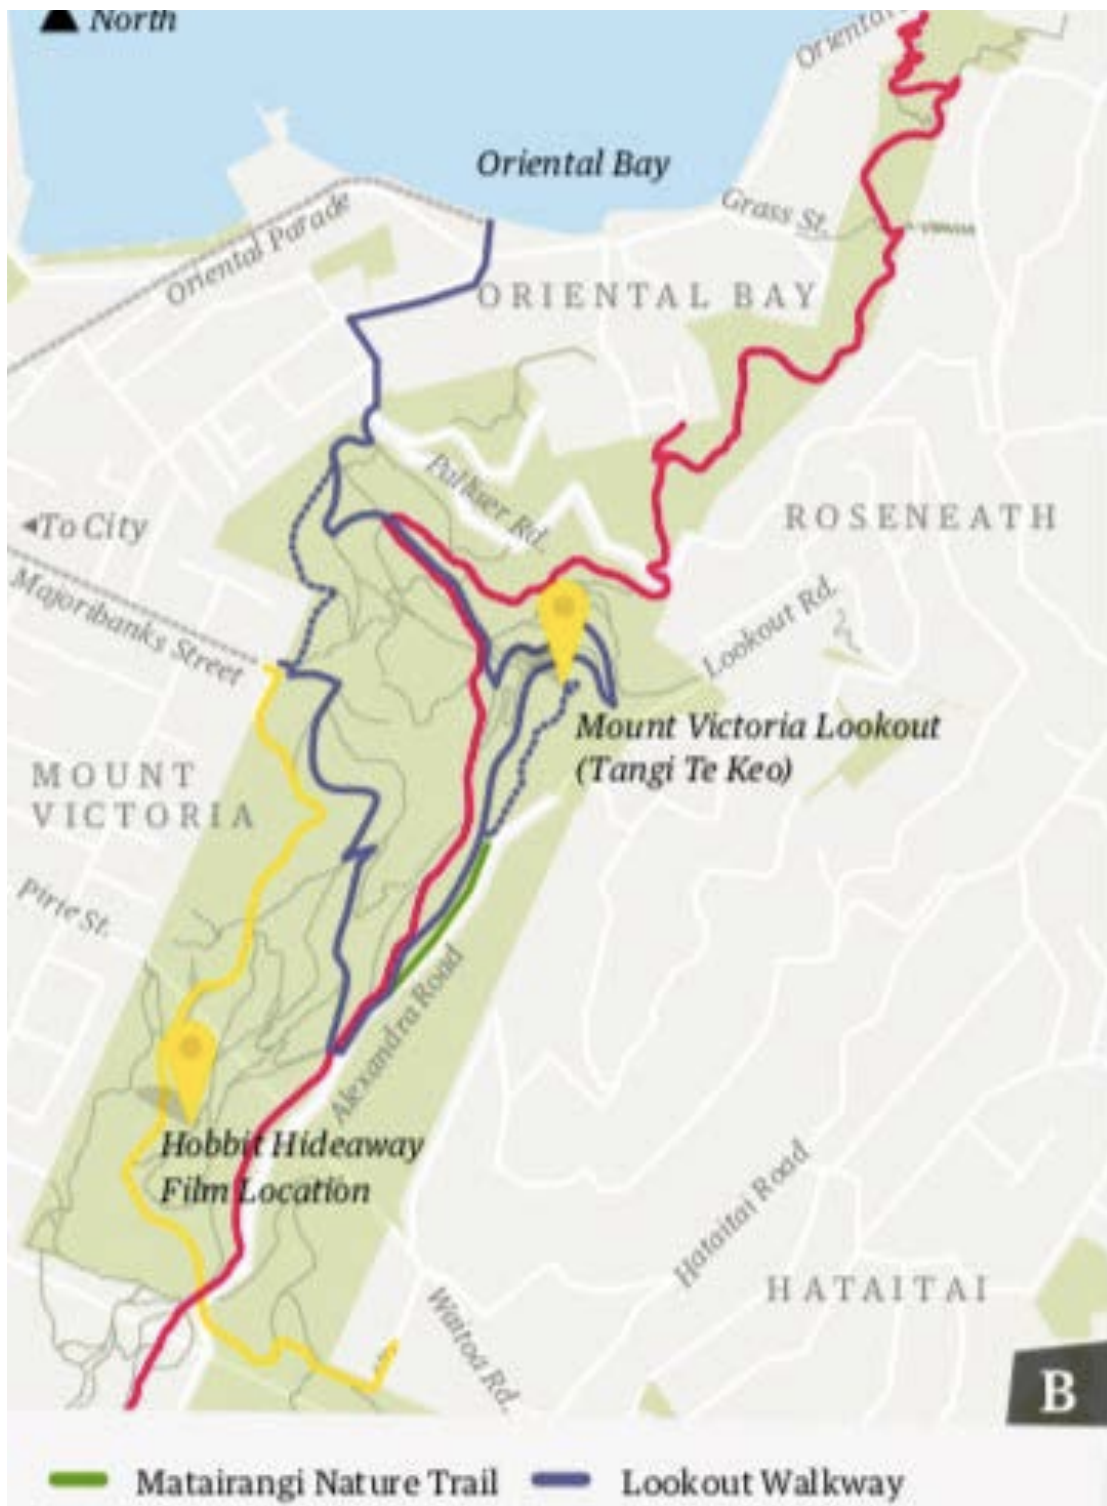 North
Oriental Bay
Grass St.
Oriental Parade
ORIENTAL BAY
Palliser Rd.
To City
ROSENEATH
Majoribanks Street
Lookout Rd.
Mount Victoria Lookout
(Tangi Te Keo)
MOUNT
VICTORIA
Pirie St.
Alexandra Road
Hobbit Hideaway
Film Location
Hataitai Road
HATAITAI
Waitoa Rd.
B
Matairangi Nature Trail
Lookout Walkway